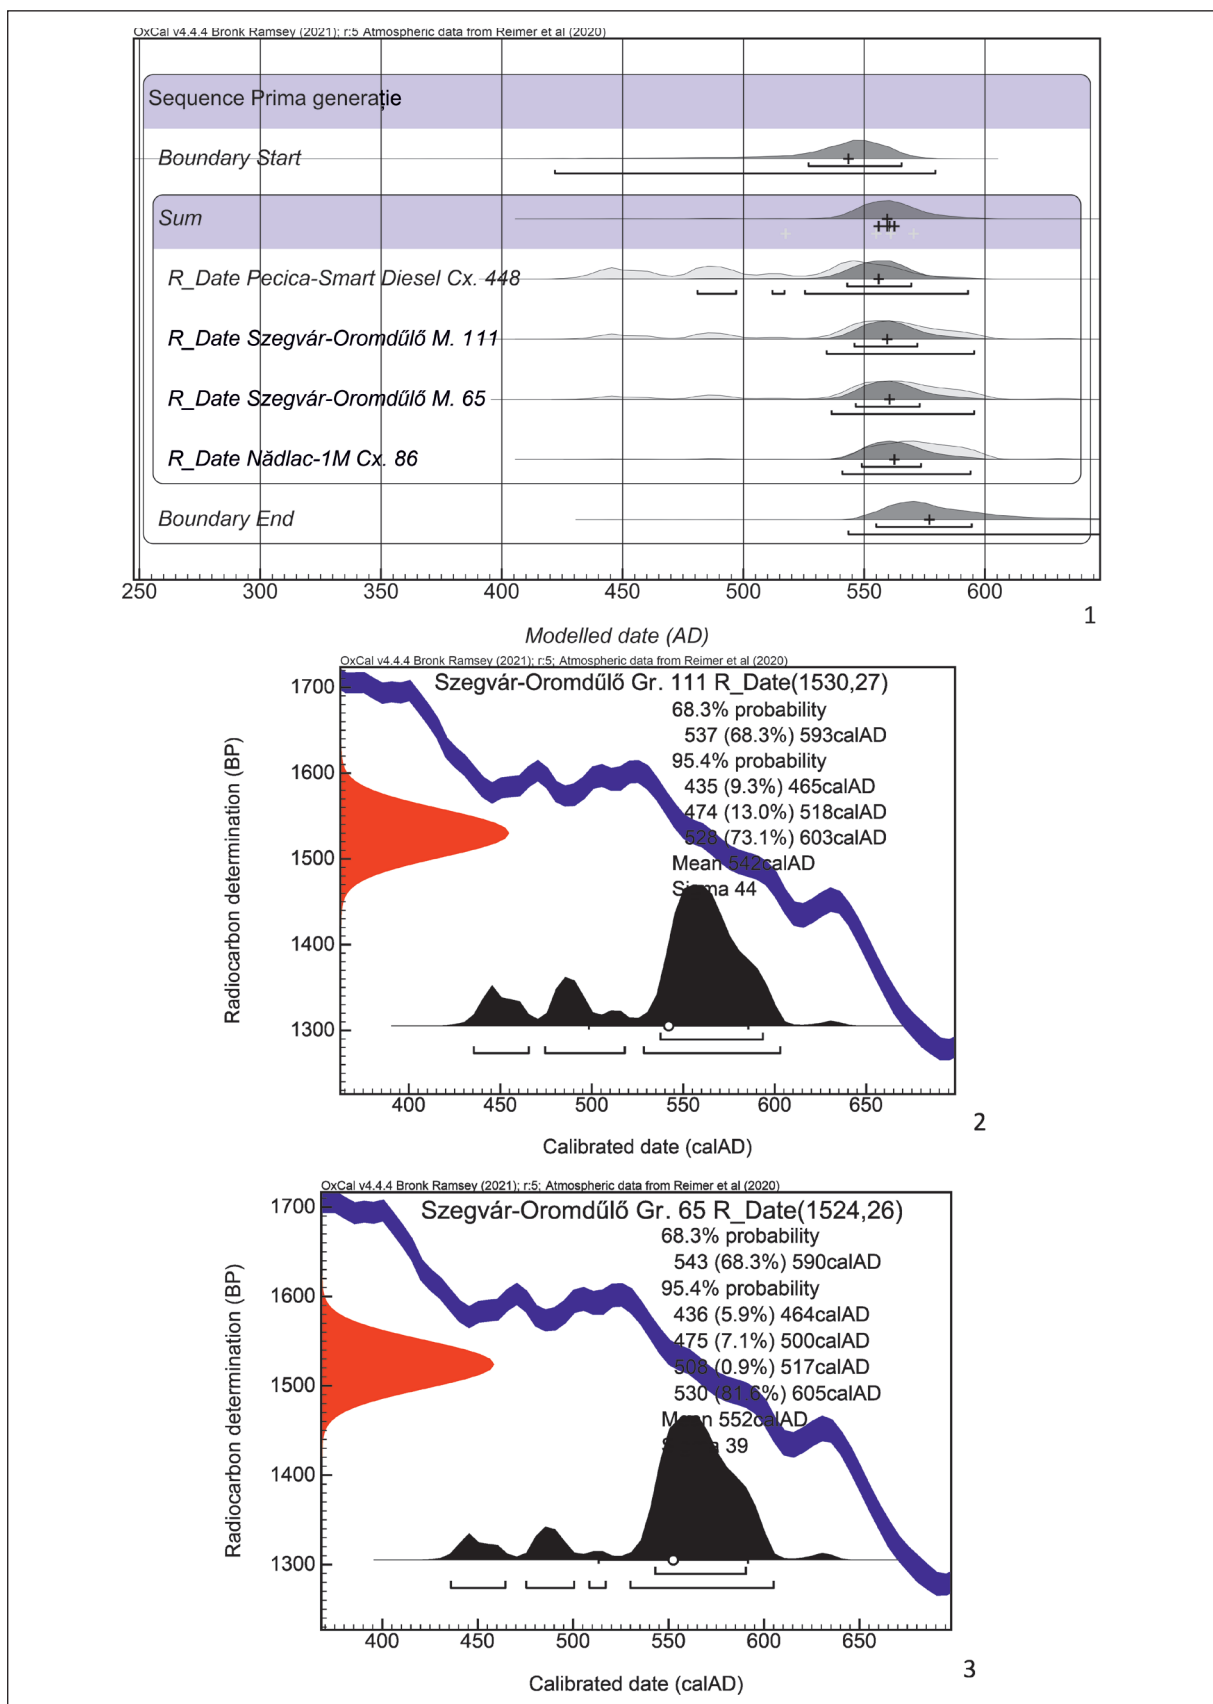 OxCal v4.4.4 Bronk Ramsey (2021); r:5 Atmospheric data from Reimer et al (2020)
Sequence Prima generație
Boundary Start
Sum
R_Date Pecica-Smart Diesel Cx. 448
R_Date Szegvár-Oromdűlő M. 111
R_Date Szegvár-Oromdűlő M. 65
R_Date Nădlac-1M Cx. 86
Boundary End
250 300 350 400 450 500 550 600
1
Modelled date (AD)
OxCal v4.4.4 Bronk Ramsey (2021); r:5; Atmospheric data from Reimer et al (2020)
Szegvár-Oromdűlő Gr. 111 R_Date(1530,27)
68.3% probability
537 (68.3%) 593calAD
95.4% probability
435 (9.3%) 465calAD
474 (13.0%) 518calAD
528 (73.1%) 603calAD
Mean 542calAD
Sigma 44
Radiocarbon determination (BP)
1700
1600
1500
1400
1300
400 450 500 550 600 650
2
Calibrated date (calAD)
OxCal v4.4.4 Bronk Ramsey (2021); r:5; Atmospheric data from Reimer et al (2020)
Szegvár-Oromdűlő Gr. 65 R_Date(1524,26)
68.3% probability
543 (68.3%) 590calAD
95.4% probability
436 (5.9%) 464calAD
475 (7.1%) 500calAD
508 (0.9%) 517calAD
530 (81.6%) 605calAD
Mean 552calAD
Sigma 39
Radiocarbon determination (BP)
1700
1600
1500
1400
1300
400 450 500 550 600 650
3
Calibrated date (calAD)